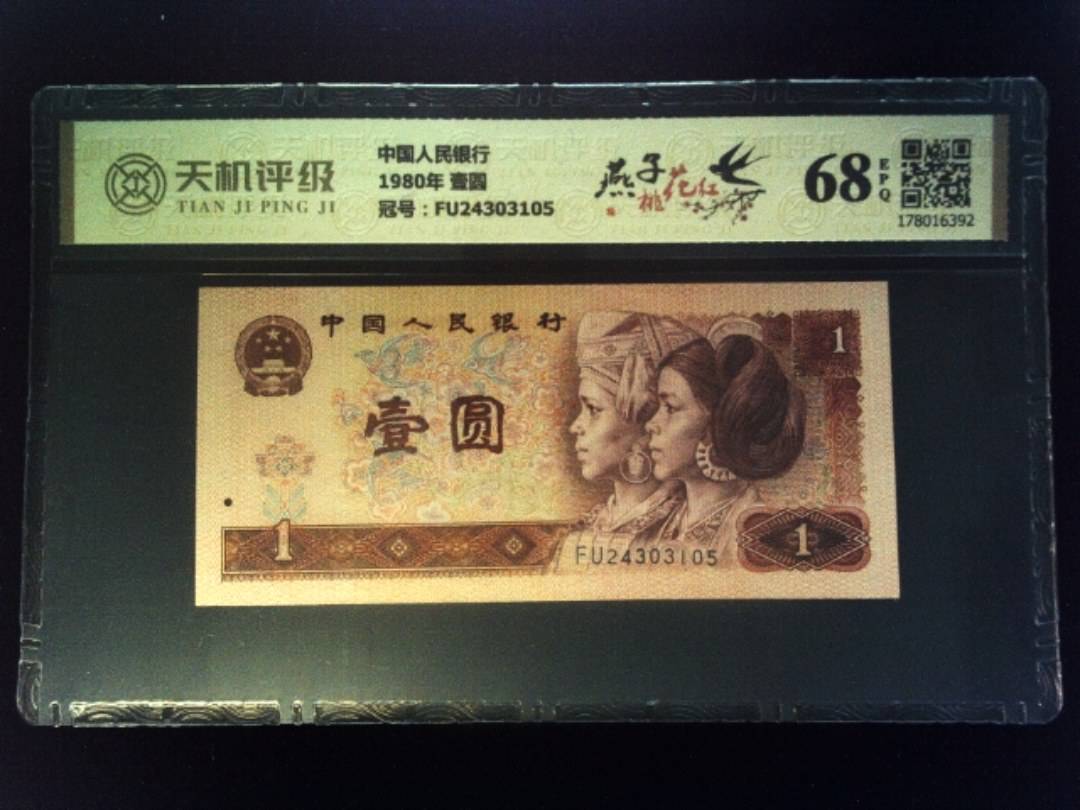 天机评级
TIAN JI PING JI
中国人民银行
1980年 壹圆
冠号：FU24303105
燕子
桃花红
68
EPQ
178016392
中国人民银行
1
壹圆
1
FU24303105
1